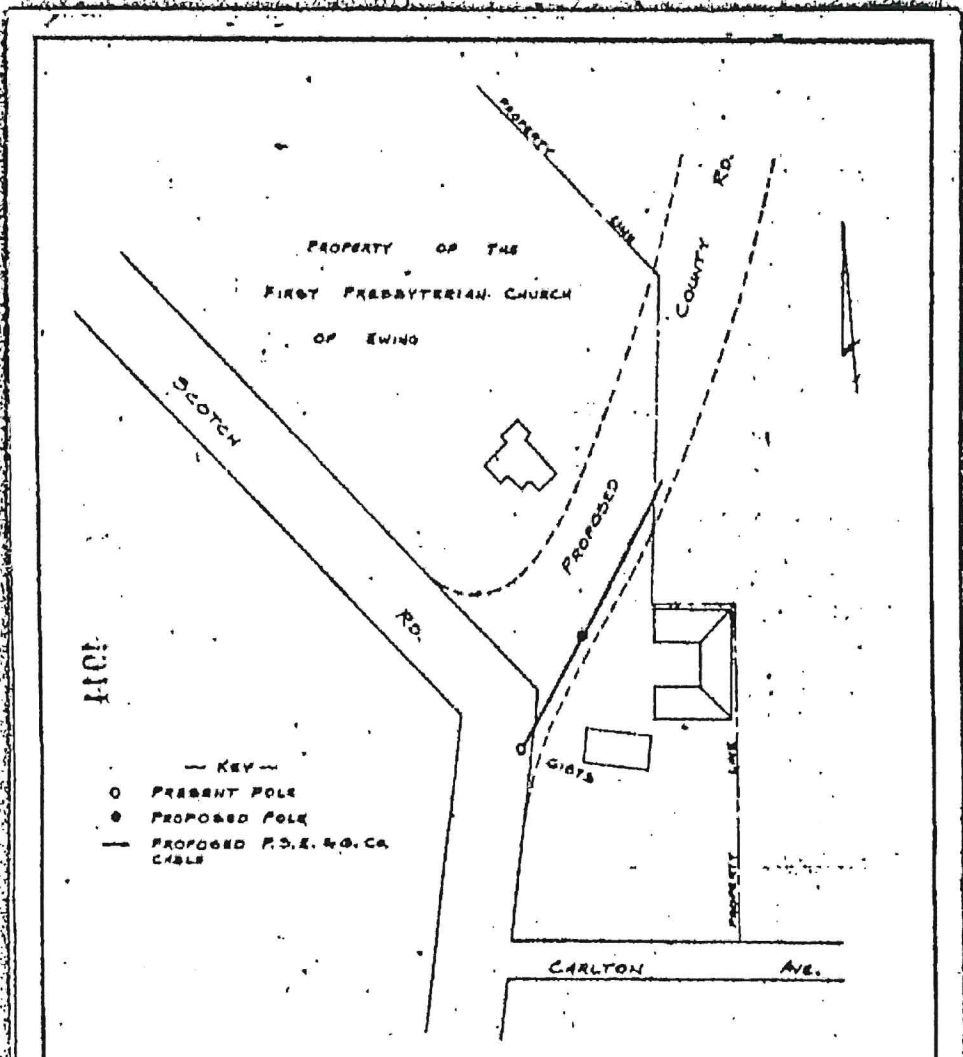 PROPERTY LINE
COUNTY RD.
PROPERTY OF THE
FIRST PRESBYTERIAN CHURCH
OF EWING
SCOTCH RD.
PROPOSED
— KEY —
PRESENT POLE
PROPOSED POLE
PROPOSED P.S.E. & G. CO.
CABLE
PROPERTY LINE
CARLTON AVE.